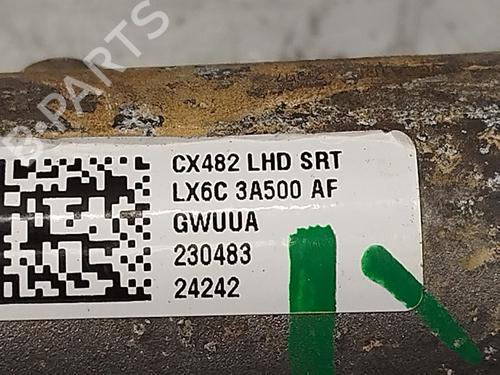 B-PARTS
CX482 LHD SRT
LX6C 3A500 AF
GWUUA
230483
24242